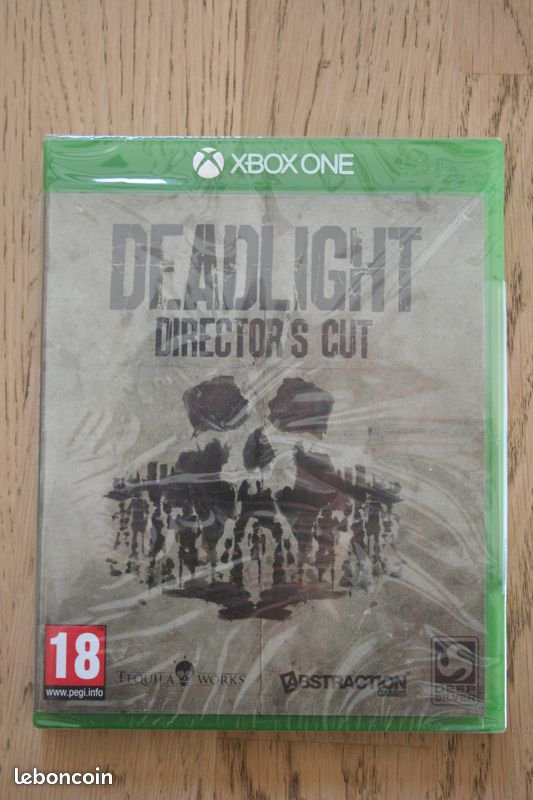 XBOX ONE
DEADLIGHT
DIRECTOR'S CUT
18
www.pegi.info
TEQUILA WORKS
ABSTRACTION
GAMES
DEEP
SILVER
leboncoin